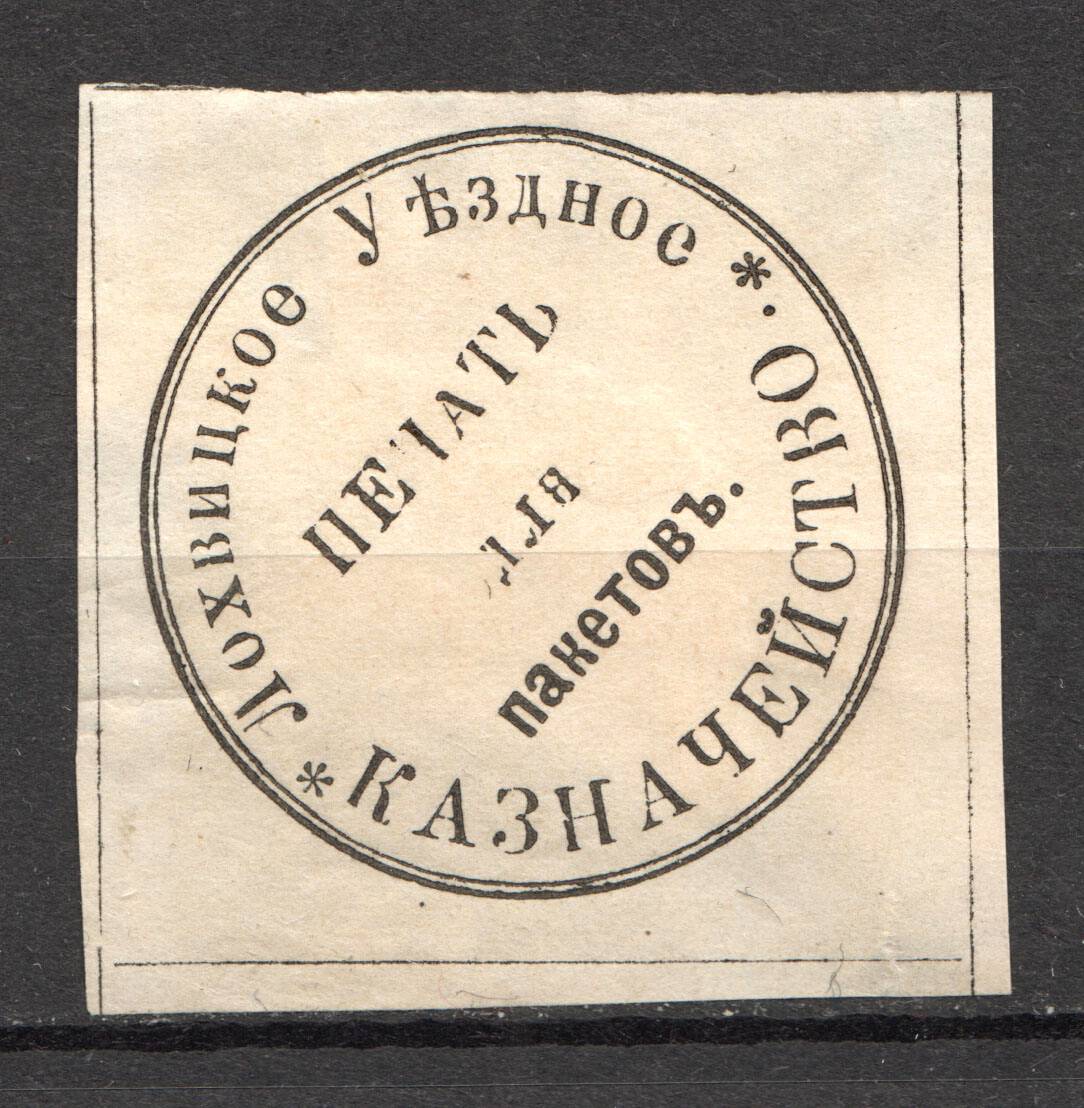 Лохвицкое Уѣздное *.
* КАЗНАЧЕЙСТВО.
ПЕЧАТЬ
для
пакетовъ.